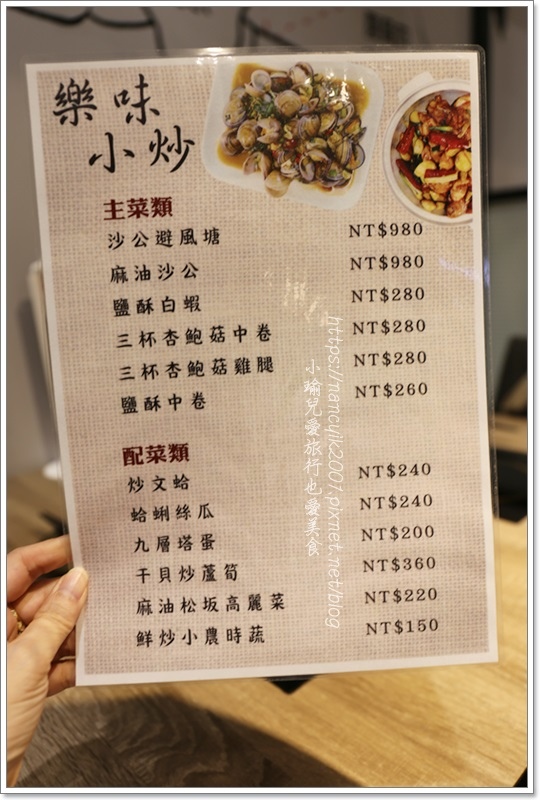 樂味
小炒
主菜類
沙公避風塘 NT$980
麻油沙公 NT$980
鹽酥白蝦 NT$280
三杯杏鮑菇中卷 NT$280
三杯杏鮑菇雞腿 NT$280
鹽酥中卷 NT$260
配菜類
炒文蛤 NT$240
蛤蜊絲瓜 NT$240
九層塔蛋 NT$200
干貝炒蘆筍 NT$360
麻油松坂高麗菜 NT$220
鮮炒小農時蔬 NT$150
小瑜兒愛旅行也愛美食
https://nancylk2001.pixnet.net/blog